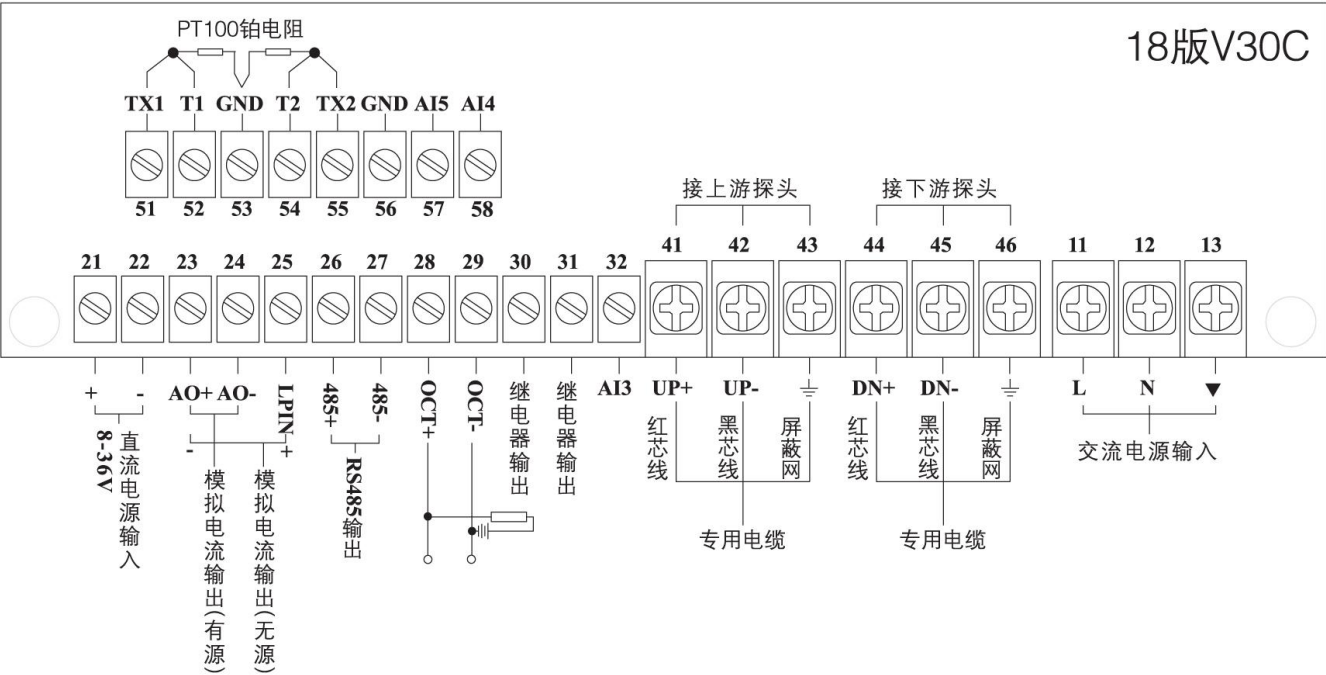 PT100铂电阻
18版V30C
TX1 T1 GND T2 TX2 GND AI5 AI4
51 52 53 54 55 56 57 58
接上游探头 接下游探头
21 22 23 24 25 26 27 28 29 30 31 32 41 42 43 44 45 46 11 12 13
+ - AO+ AO- LPIN 485+ 485- OCT+ OCT- 继电器输出 继电器输出 AI3 UP+ UP- DN+ DN- L N
- +
8-36V
直流电源输入
模拟电流输出(有源)
模拟电流输出(无源)
RS485输出
红芯线 黑芯线 屏蔽网 红芯线 黑芯线 屏蔽网
交流电源输入
专用电缆 专用电缆